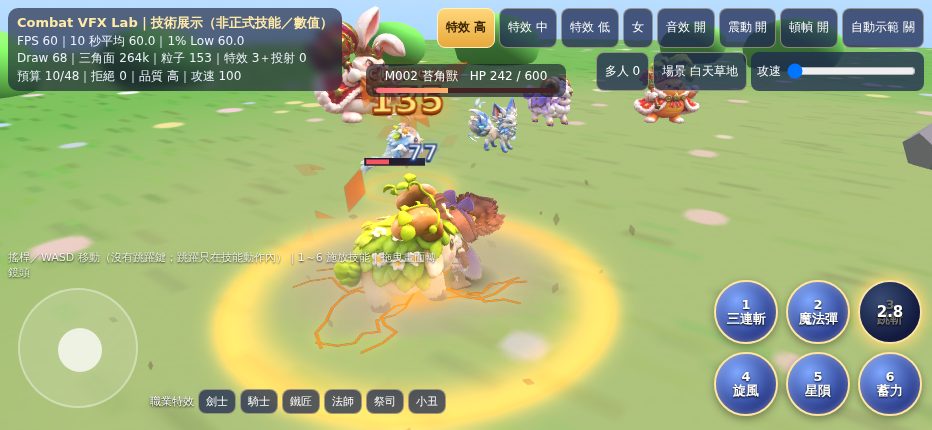 Combat VFX Lab｜技術展示（非正式技能／數值）
FPS 60｜10 秒平均 60.0｜1% Low 60.0
Draw 68｜三角面 264k｜粒子 153｜特效 3＋投射 0
預算 10/48｜拒絕 0｜品質 高｜攻速 100
特效 高
特效 中
特效 低
女
音效 開
震動 開
頓幀 開
自動示範 關
多人 0
場景 白天草地
攻速
M002 苔角獸 HP 242 / 600
135
77
搖桿／WASD 移動（沒有跳躍鍵；跳躍只在技能動作內）｜1～6 施放技能｜拖曳畫面轉
鏡頭
1
三連斬
2
魔法彈
3
2.8
跳斬
4
旋風
5
星隕
6
蓄力
職業特效
劍士
騎士
鐵匠
法師
祭司
小丑